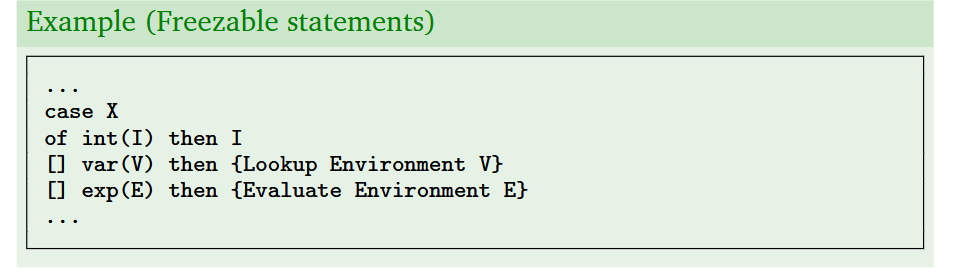 Example (Freezable statements)
...
case X
of int(I) then I
[] var(V) then {Lookup Environment V}
[] exp(E) then {Evaluate Environment E}
...